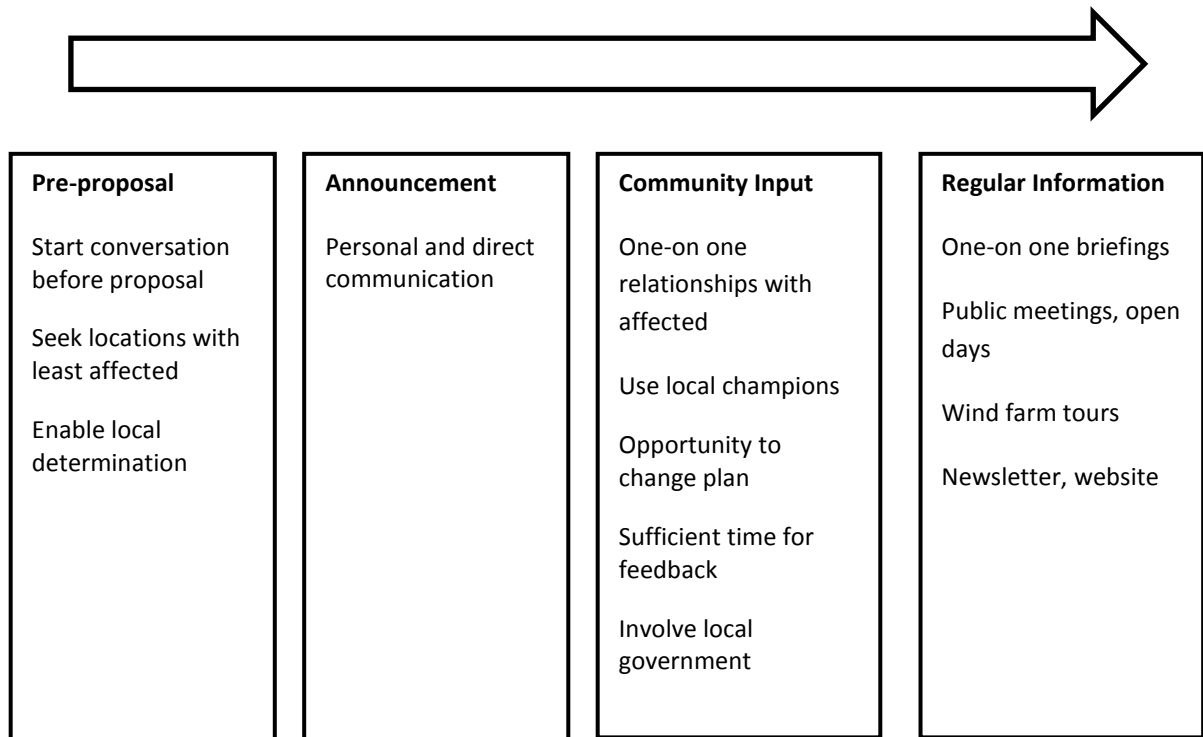 Pre-proposal
Start conversation
before proposal
Seek locations with
least affected
Enable local
determination
Announcement
Personal and direct
communication
Community Input
One-on one
relationships with
affected
Use local champions
Opportunity to
change plan
Sufficient time for
feedback
Involve local
government
Regular Information
One-on one briefings
Public meetings, open
days
Wind farm tours
Newsletter, website